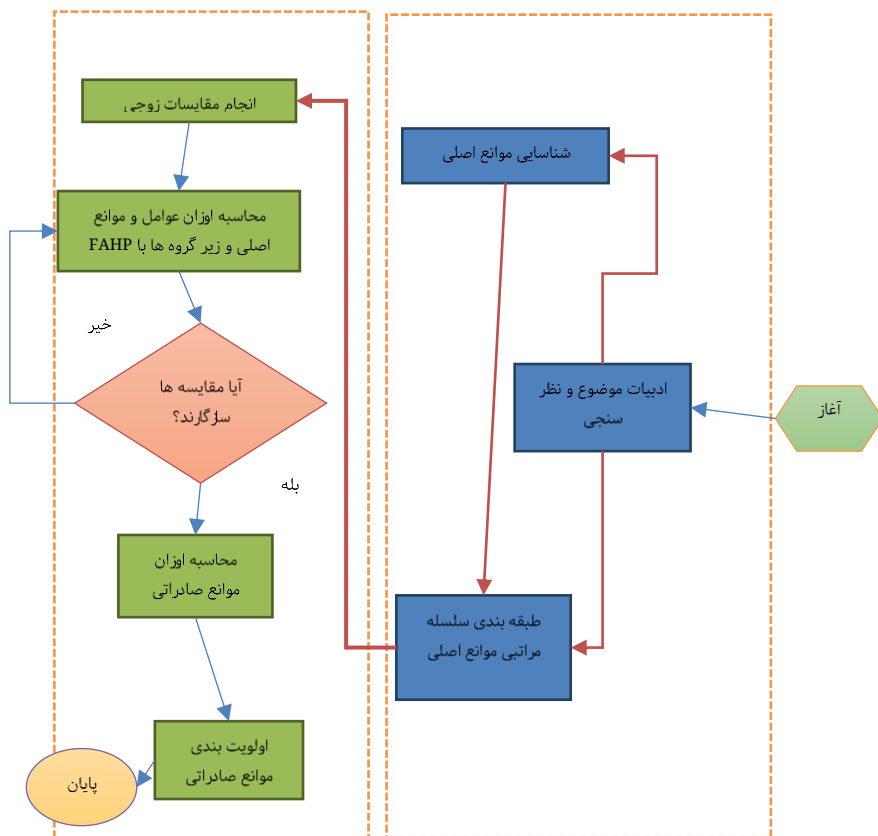 آغاز
ادبیات موضوع و نظر
سنجی
شناسایی موانع اصلی
طبقه بندی سلسله
مراتبی موانع اصلی
انجام مقایسات زوجی
محاسبه اوزان عوامل و موانع
اصلی و زیر گروه ها با FAHP
خیر
آیا مقایسه ها
سازگارند؟
بله
محاسبه اوزان
موانع صادراتی
اولویت بندی
موانع صادراتی
پایان